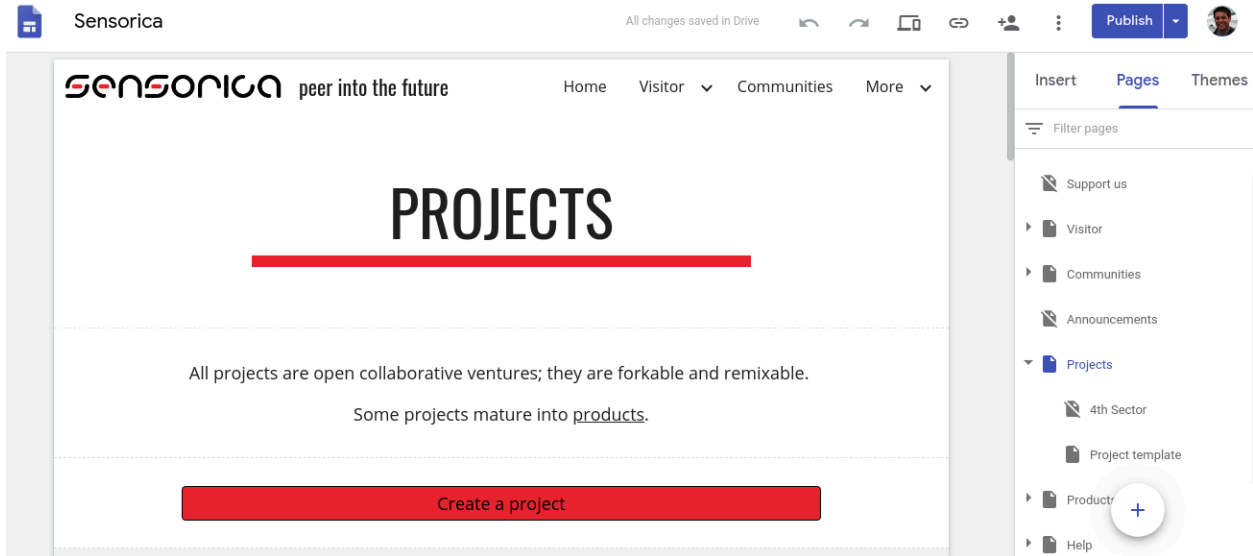 Sensorica
All changes saved in Drive
Publish
sensorica peer into the future
Home Visitor Communities More
Insert Pages Themes
Filter pages
PROJECTS
Support us
Visitor
Communities
Announcements
Projects
4th Sector
Project template
Products
Help
All projects are open collaborative ventures; they are forkable and remixable.
Some projects mature into products.
Create a project